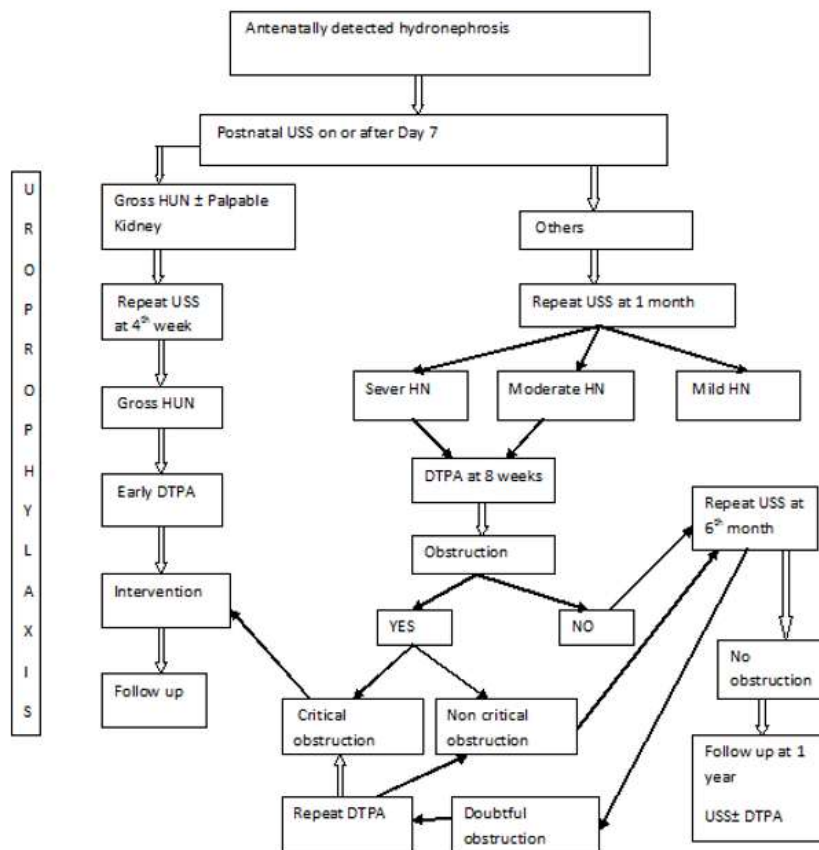 Antenatally detected hydronephrosis
Postnatal USS on or after Day 7
U
R
O
P
R
O
P
H
Y
L
A
X
I
S
Gross HUN ± Palpable
Kidney
Others
Repeat USS
at 4th week
Repeat USS at 1 month
Gross HUN
Sever HN
Moderate HN
Mild HN
Early DTPA
DTPA at 8 weeks
Repeat USS at
6th month
Obstruction
Intervention
YES
NO
Follow up
Critical
obstruction
Non critical
obstruction
No
obstruction
Follow up at 1
year
USS± DTPA
Repeat DTPA
Doubtful
obstruction